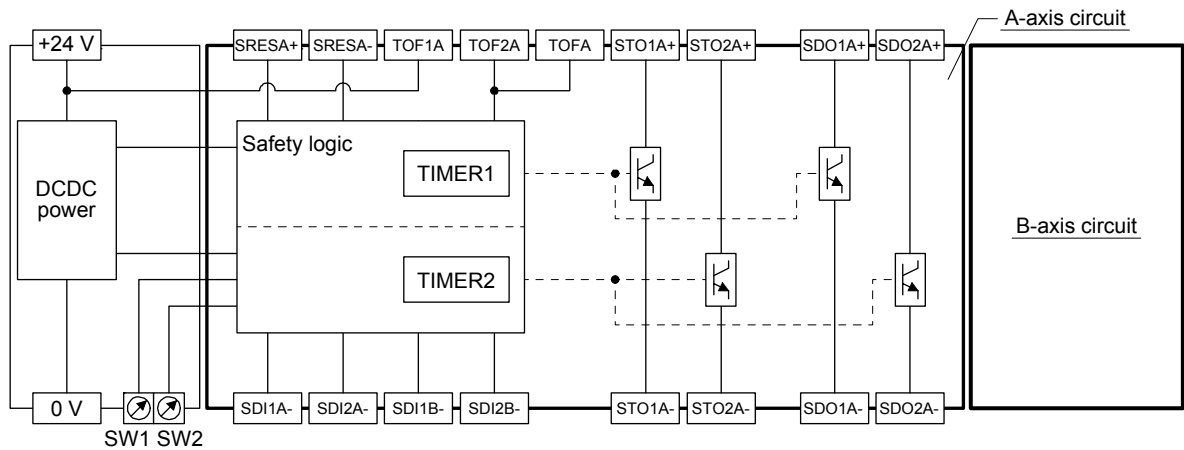 A-axis circuit
+24 V
SRESA+ SRESA- TOF1A TOF2A TOFA STO1A+ STO2A+ SDO1A+ SDO2A+
Safety logic
TIMER1
DCDC
power
B-axis circuit
TIMER2
0 V
SDI1A- SDI2A- SDI1B- SDI2B- STO1A- STO2A- SDO1A- SDO2A-
SW1 SW2